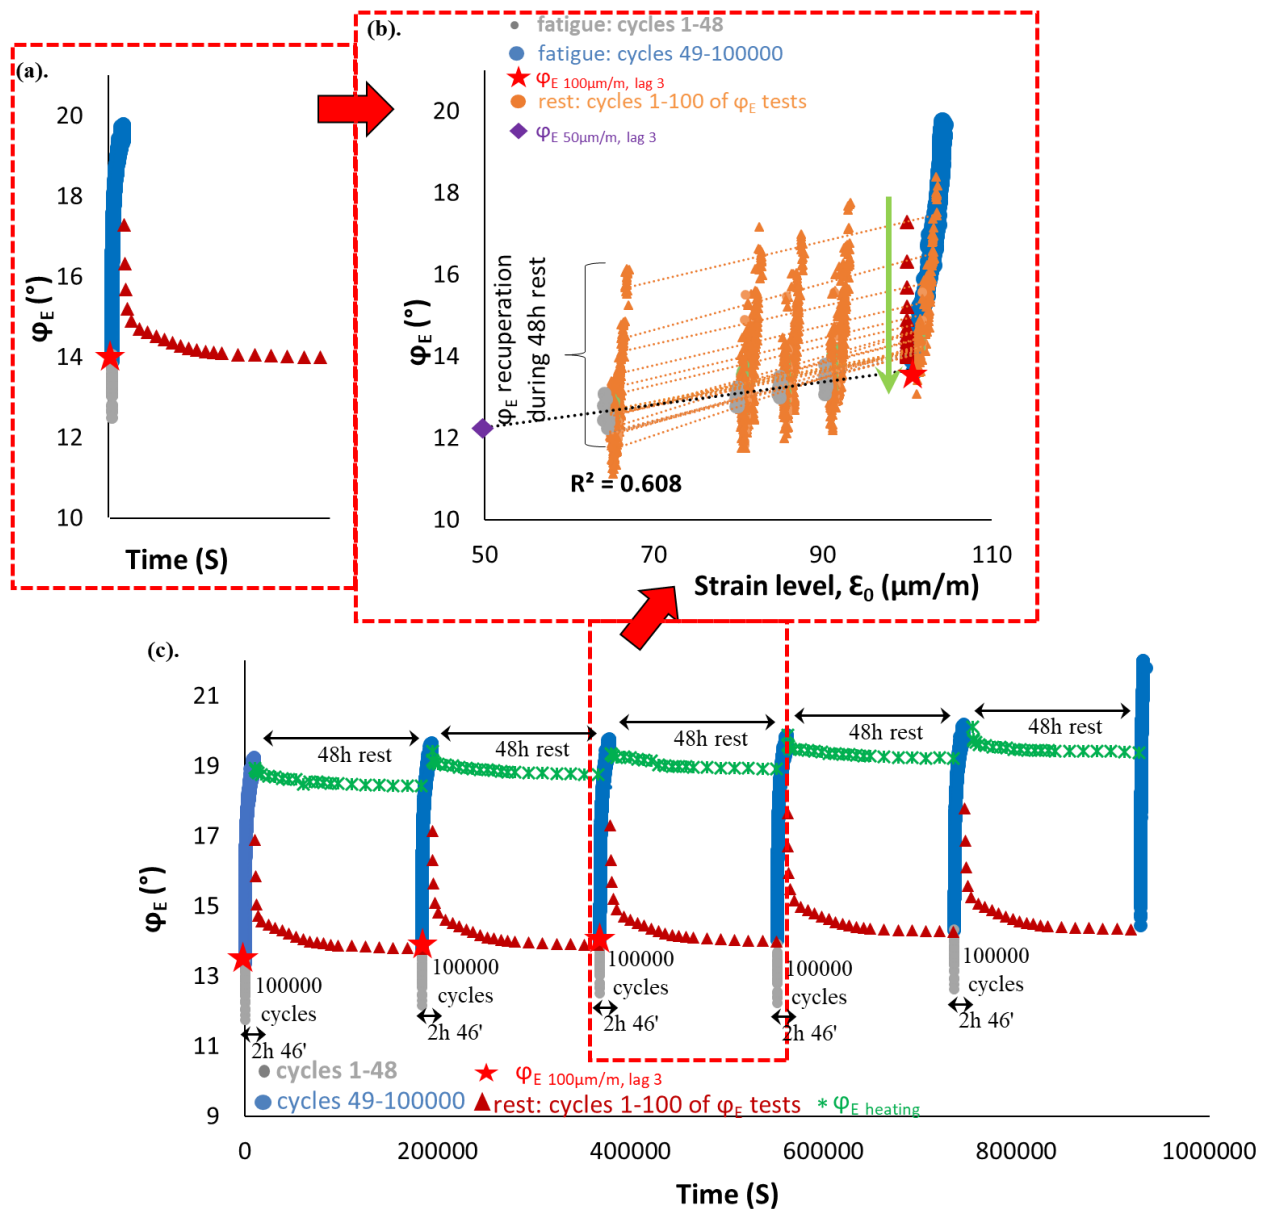 (a).
20
18
16
14
12
10
φE (°)
Time (S)
(b).
fatigue: cycles 1-48
fatigue: cycles 49-100000
φE 100µm/m, lag 3
rest: cycles 1-100 of φE tests
φE 50µm/m, lag 3
20
18
16
14
12
10
φE (°)
φE recuperation
during 48h rest
R² = 0.608
50
70
90
110
Strain level, Ɛ0 (µm/m)
(c).
21
19
17
15
13
11
9
φE (°)
48h rest
48h rest
48h rest
48h rest
48h rest
100000
cycles
2h 46'
100000
cycles
2h 46'
100000
cycles
2h 46'
100000
cycles
2h 46'
100000
cycles
2h 46'
cycles 1-48
φE 100µm/m, lag 3
cycles 49-100000
rest: cycles 1-100 of φE tests
φE heating
0
200000
400000
600000
800000
1000000
Time (S)